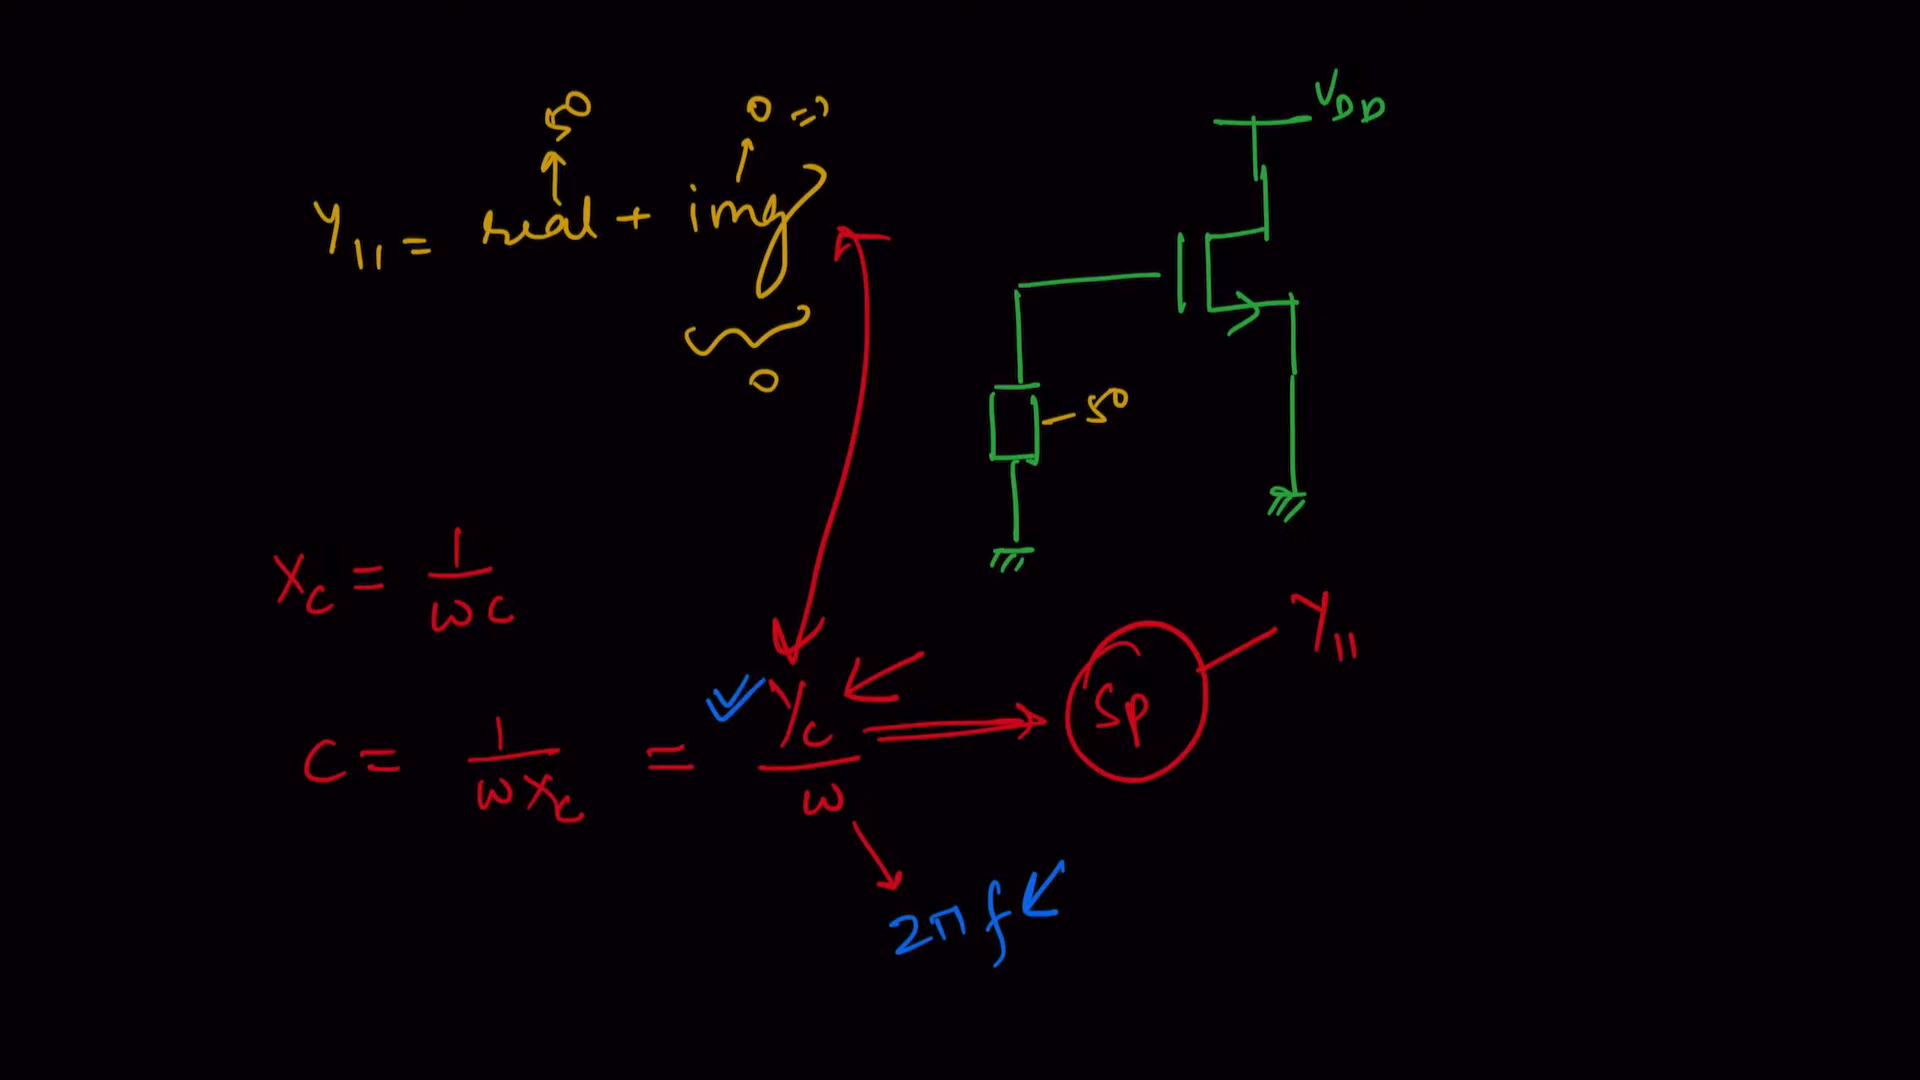 50
0 =>
Y11 = real + img
0
VDD
50
Xc = 1/ωC
Y11
Sp
C = 1/ωXc = Yc/ω
2πf